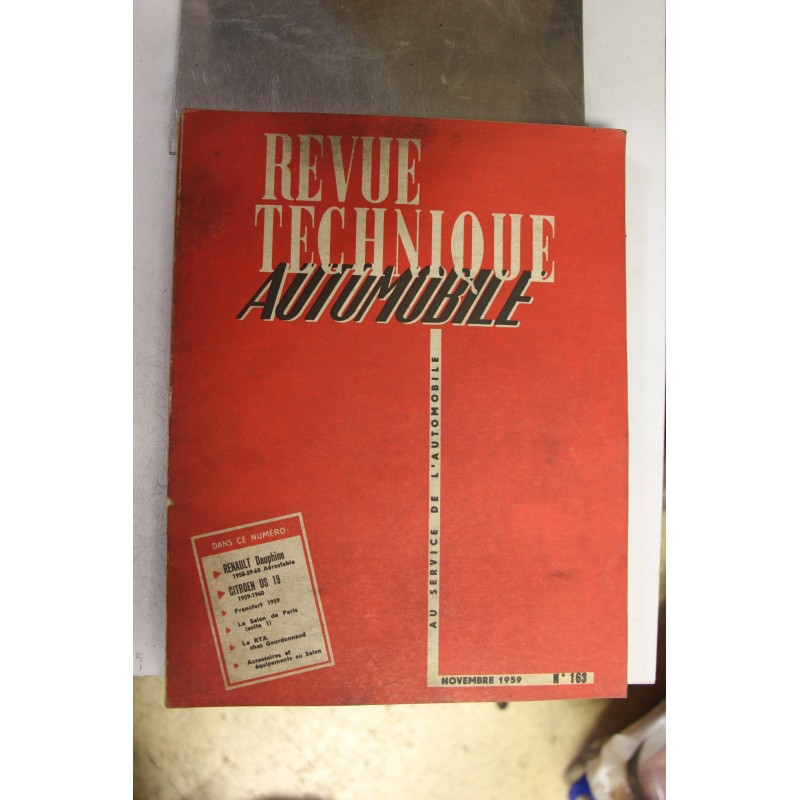 REVUE
TECHNIQUE
AUTOMOBILE
AU SERVICE DE L'AUTOMOBILE
DANS CE NUMÉRO:
RENAULT Dauphine
1958-59-60 Aérostable
CITROEN DS 19
1959-1960
Francfort 1959
Le Salon de Paris
(suite 1)
La RTA
chez Gourdonnaud
Accessoires et
équipements au Salon
NOVEMBRE 1959 N° 163